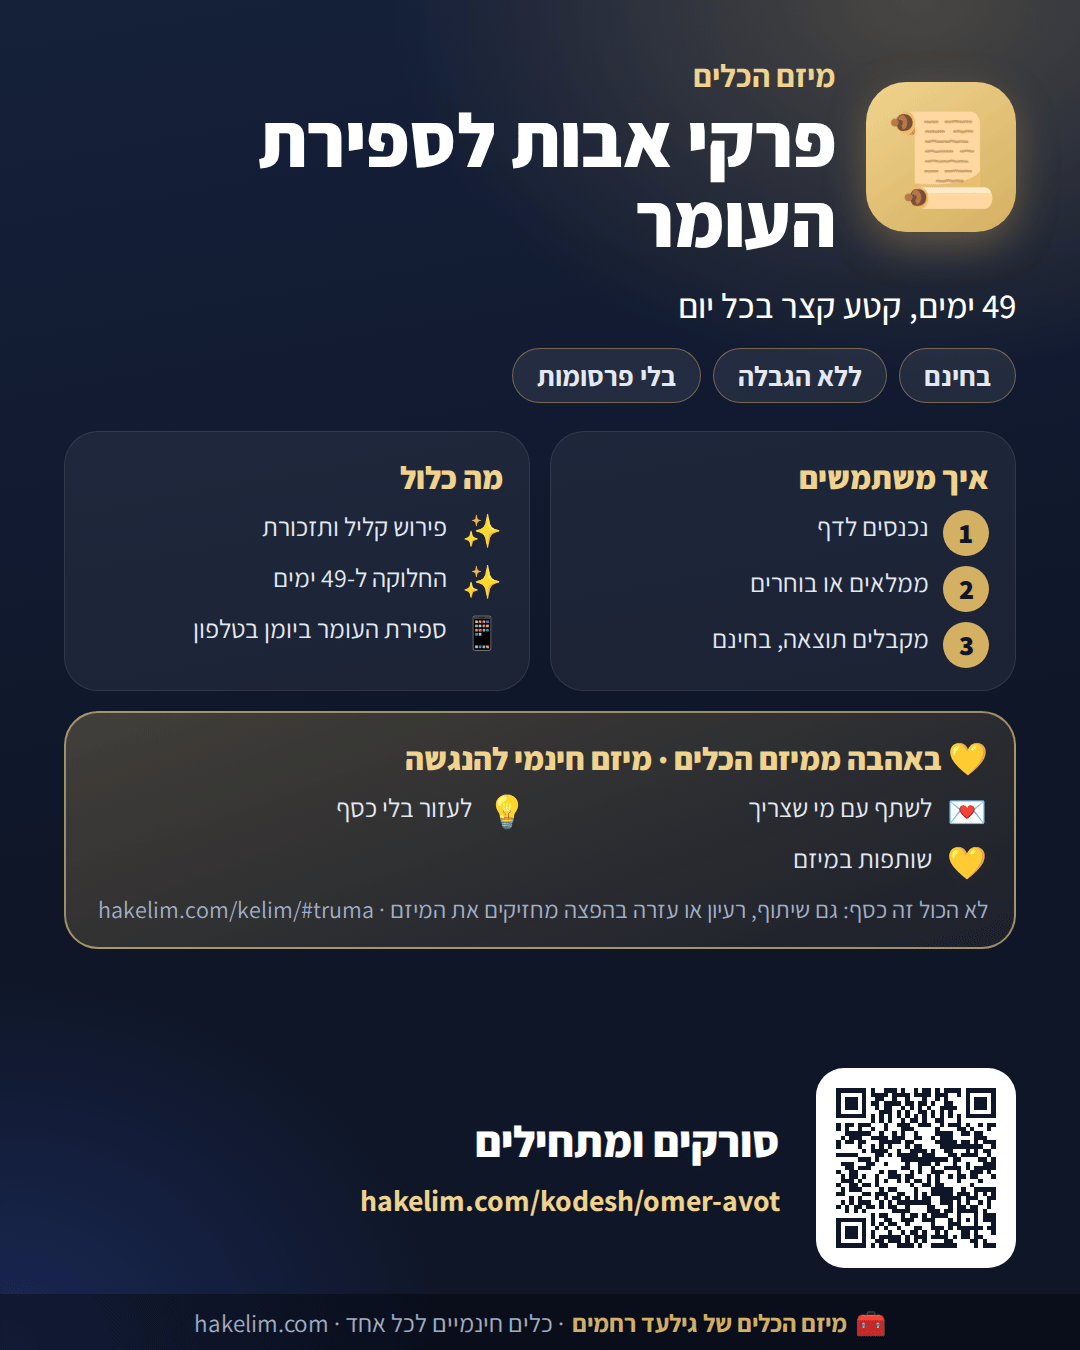 מיזם הכלים
פרקי אבות לספירת
העומר
49 ימים, קטע קצר בכל יום
בחינם
ללא הגבלה
בלי פרסומות
איך משתמשים
1 נכנסים לדף
2 ממלאים או בוחרים
3 מקבלים תוצאה, בחינם
מה כלול
פירוש קליל ותזכורת
החלוקה ל-49 ימים
ספירת העומר ביומן בטלפון
באהבה ממיזם הכלים · מיזם חינמי להנגשה
לשתף עם מי שצריך
לעזור בלי כסף
שותפות במיזם
לא הכול זה כסף: גם שיתוף, רעיון או עזרה בהפצה מחזיקים את המיזם · hakelim.com/kelim/#truma
סורקים ומתחילים
hakelim.com/kodesh/omer-avot
מיזם הכלים של גילעד רחמים · כלים חינמיים לכל אחד · hakelim.com